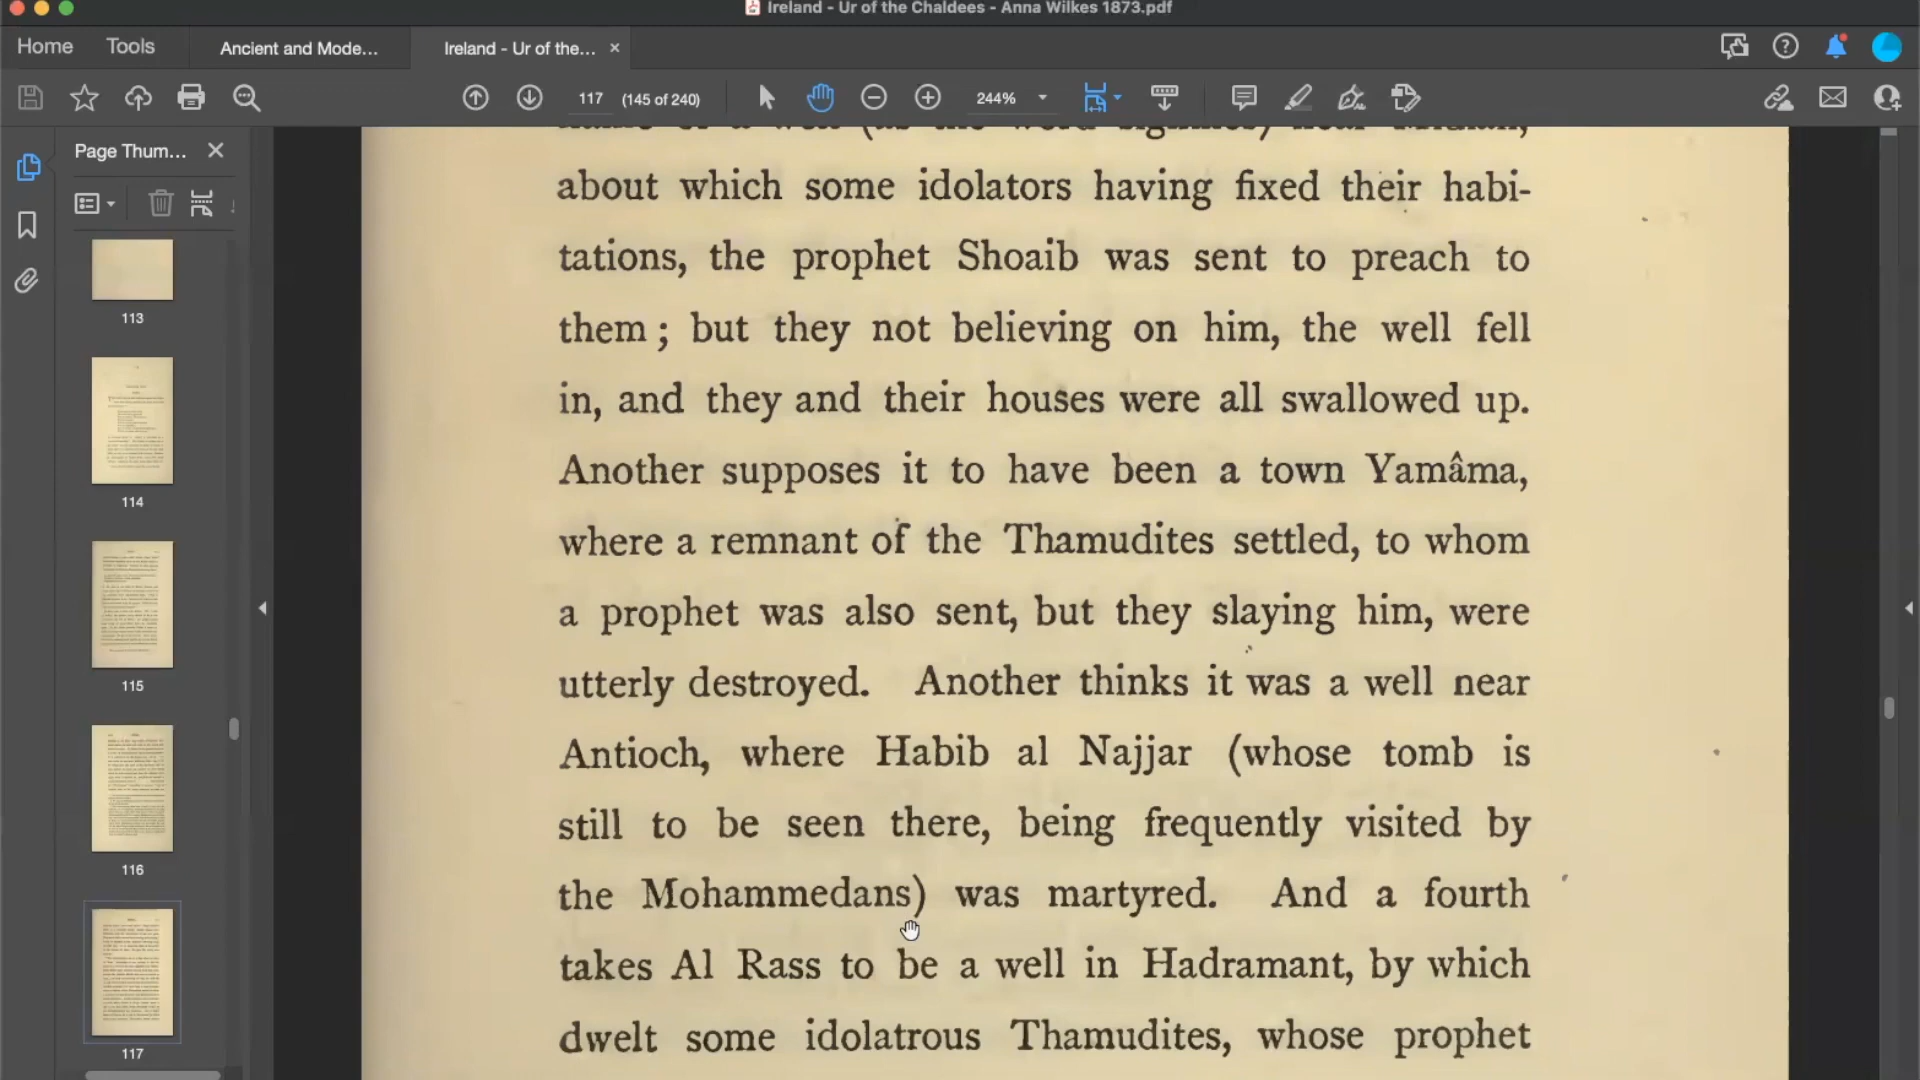 Ireland - Ur of the Chaldees - Anna Wilkes 1873.pdf
Home
Tools
Ancient and Mode...
Ireland - Ur of the...
117
(145 of 240)
244%
Page Thum...
113
114
115
116
117
about which some idolators having fixed their habi-
tations, the prophet Shoaib was sent to preach to
them ; but they not believing on him, the well fell
in, and they and their houses were all swallowed up.
Another supposes it to have been a town Yamâma,
where a remnant of the Thamudites settled, to whom
a prophet was also sent, but they slaying him, were
utterly destroyed. Another thinks it was a well near
Antioch, where Habib al Najjar (whose tomb is
still to be seen there, being frequently visited by
the Mohammedans) was martyred. And a fourth
takes Al Rass to be a well in Hadramant, by which
dwelt some idolatrous Thamudites, whose prophet